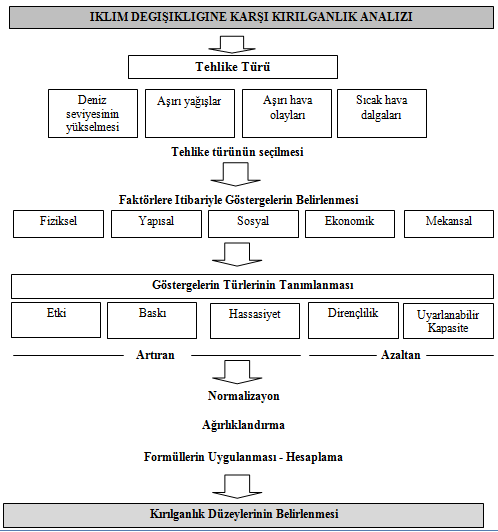 IKLIM DEGIŞIKLIGINE KARŞI KIRILGANLIK ANALIZI
Tehlike Türü
Deniz
seviyesinin
yükselmesi
Aşırı yağışlar
Aşırı hava
olayları
Sıcak hava
dalgaları
Tehlike türünün seçilmesi
Faktörlere Itibariyle Göstergelerin Belirlenmesi
Fiziksel
Yapısal
Sosyal
Ekonomik
Mekansal
Göstergelerin Türlerinin Tanımlanması
Etki
Baskı
Hassasiyet
Dirençlilik
Uyarlanabilir
Kapasite
Artıran
Azaltan
Normalizayon
Ağırlıklandırma
Formüllerin Uygulanması - Hesaplama
Kırılganlık Düzeylerinin Belirlenmesi